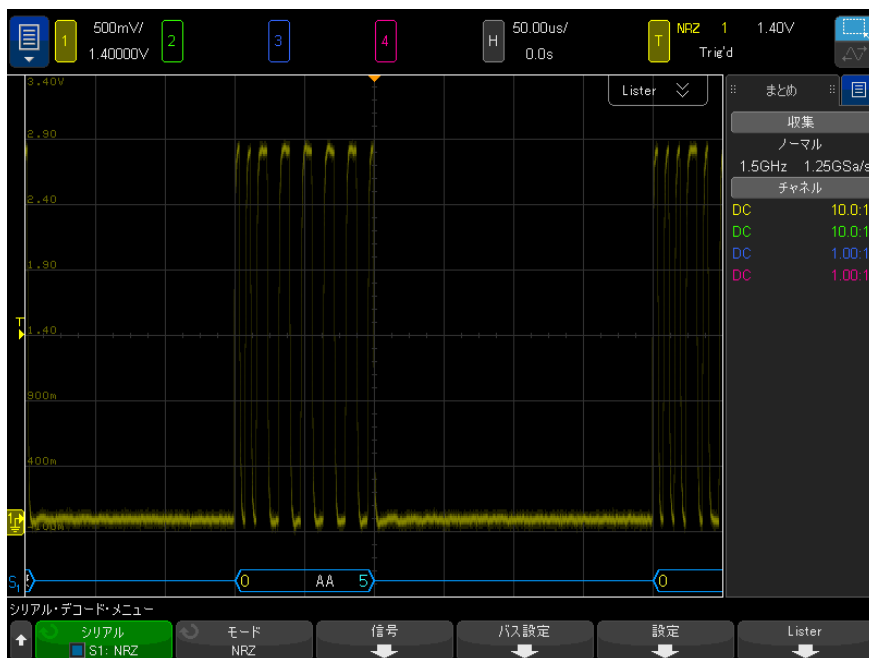 1 500mV/ 2 3 4 H 50.00us/ T NRZ 1 1.40V
1.40000V 0.0s Trig'd
3.40V
Lister
まとめ
2.90
収集
ノーマル
1.5GHz 1.25GSa/s
チャネル
2.40
DC 10.0:1
DC 10.0:1
1.90
DC 1.00:1
DC 1.00:1
T
1.40
900m
400m
1
-100m
S1 0 AA 5 0
シリアル・デコード・メニュー
シリアル モード 信号 バス設定 設定 Lister
S1: NRZ NRZ